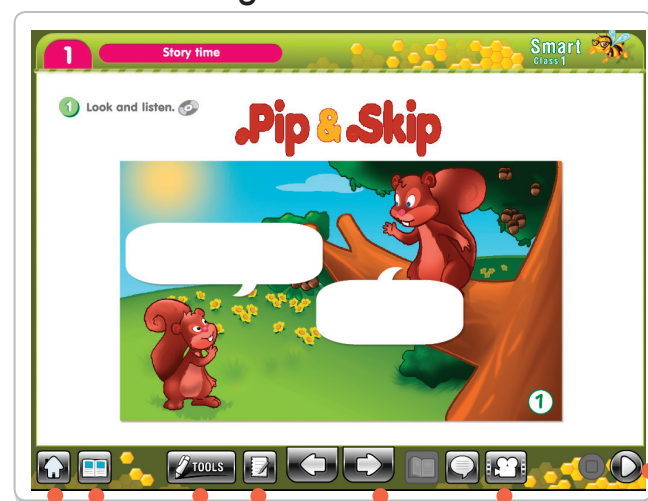 1
Story time
Smart
Class 1
1 Look and listen.
Pip & Skip
1
TOOLS